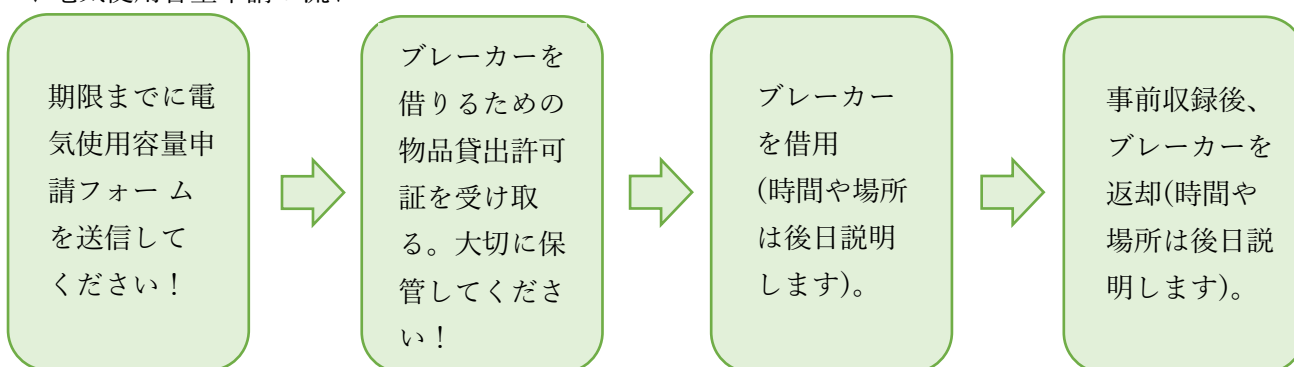 期限までに電
気使用容量申
請フォー ム
を送信して
ください！
ブレーカーを
借りるための
物品貸出許可
証を受け取
る。大切に保
管してくださ
い！
ブレーカー
を借用
(時間や場所
は後日説明
します)。
事前収録後、
ブレーカーを
返却(時間や
場所は後日説
明します)。